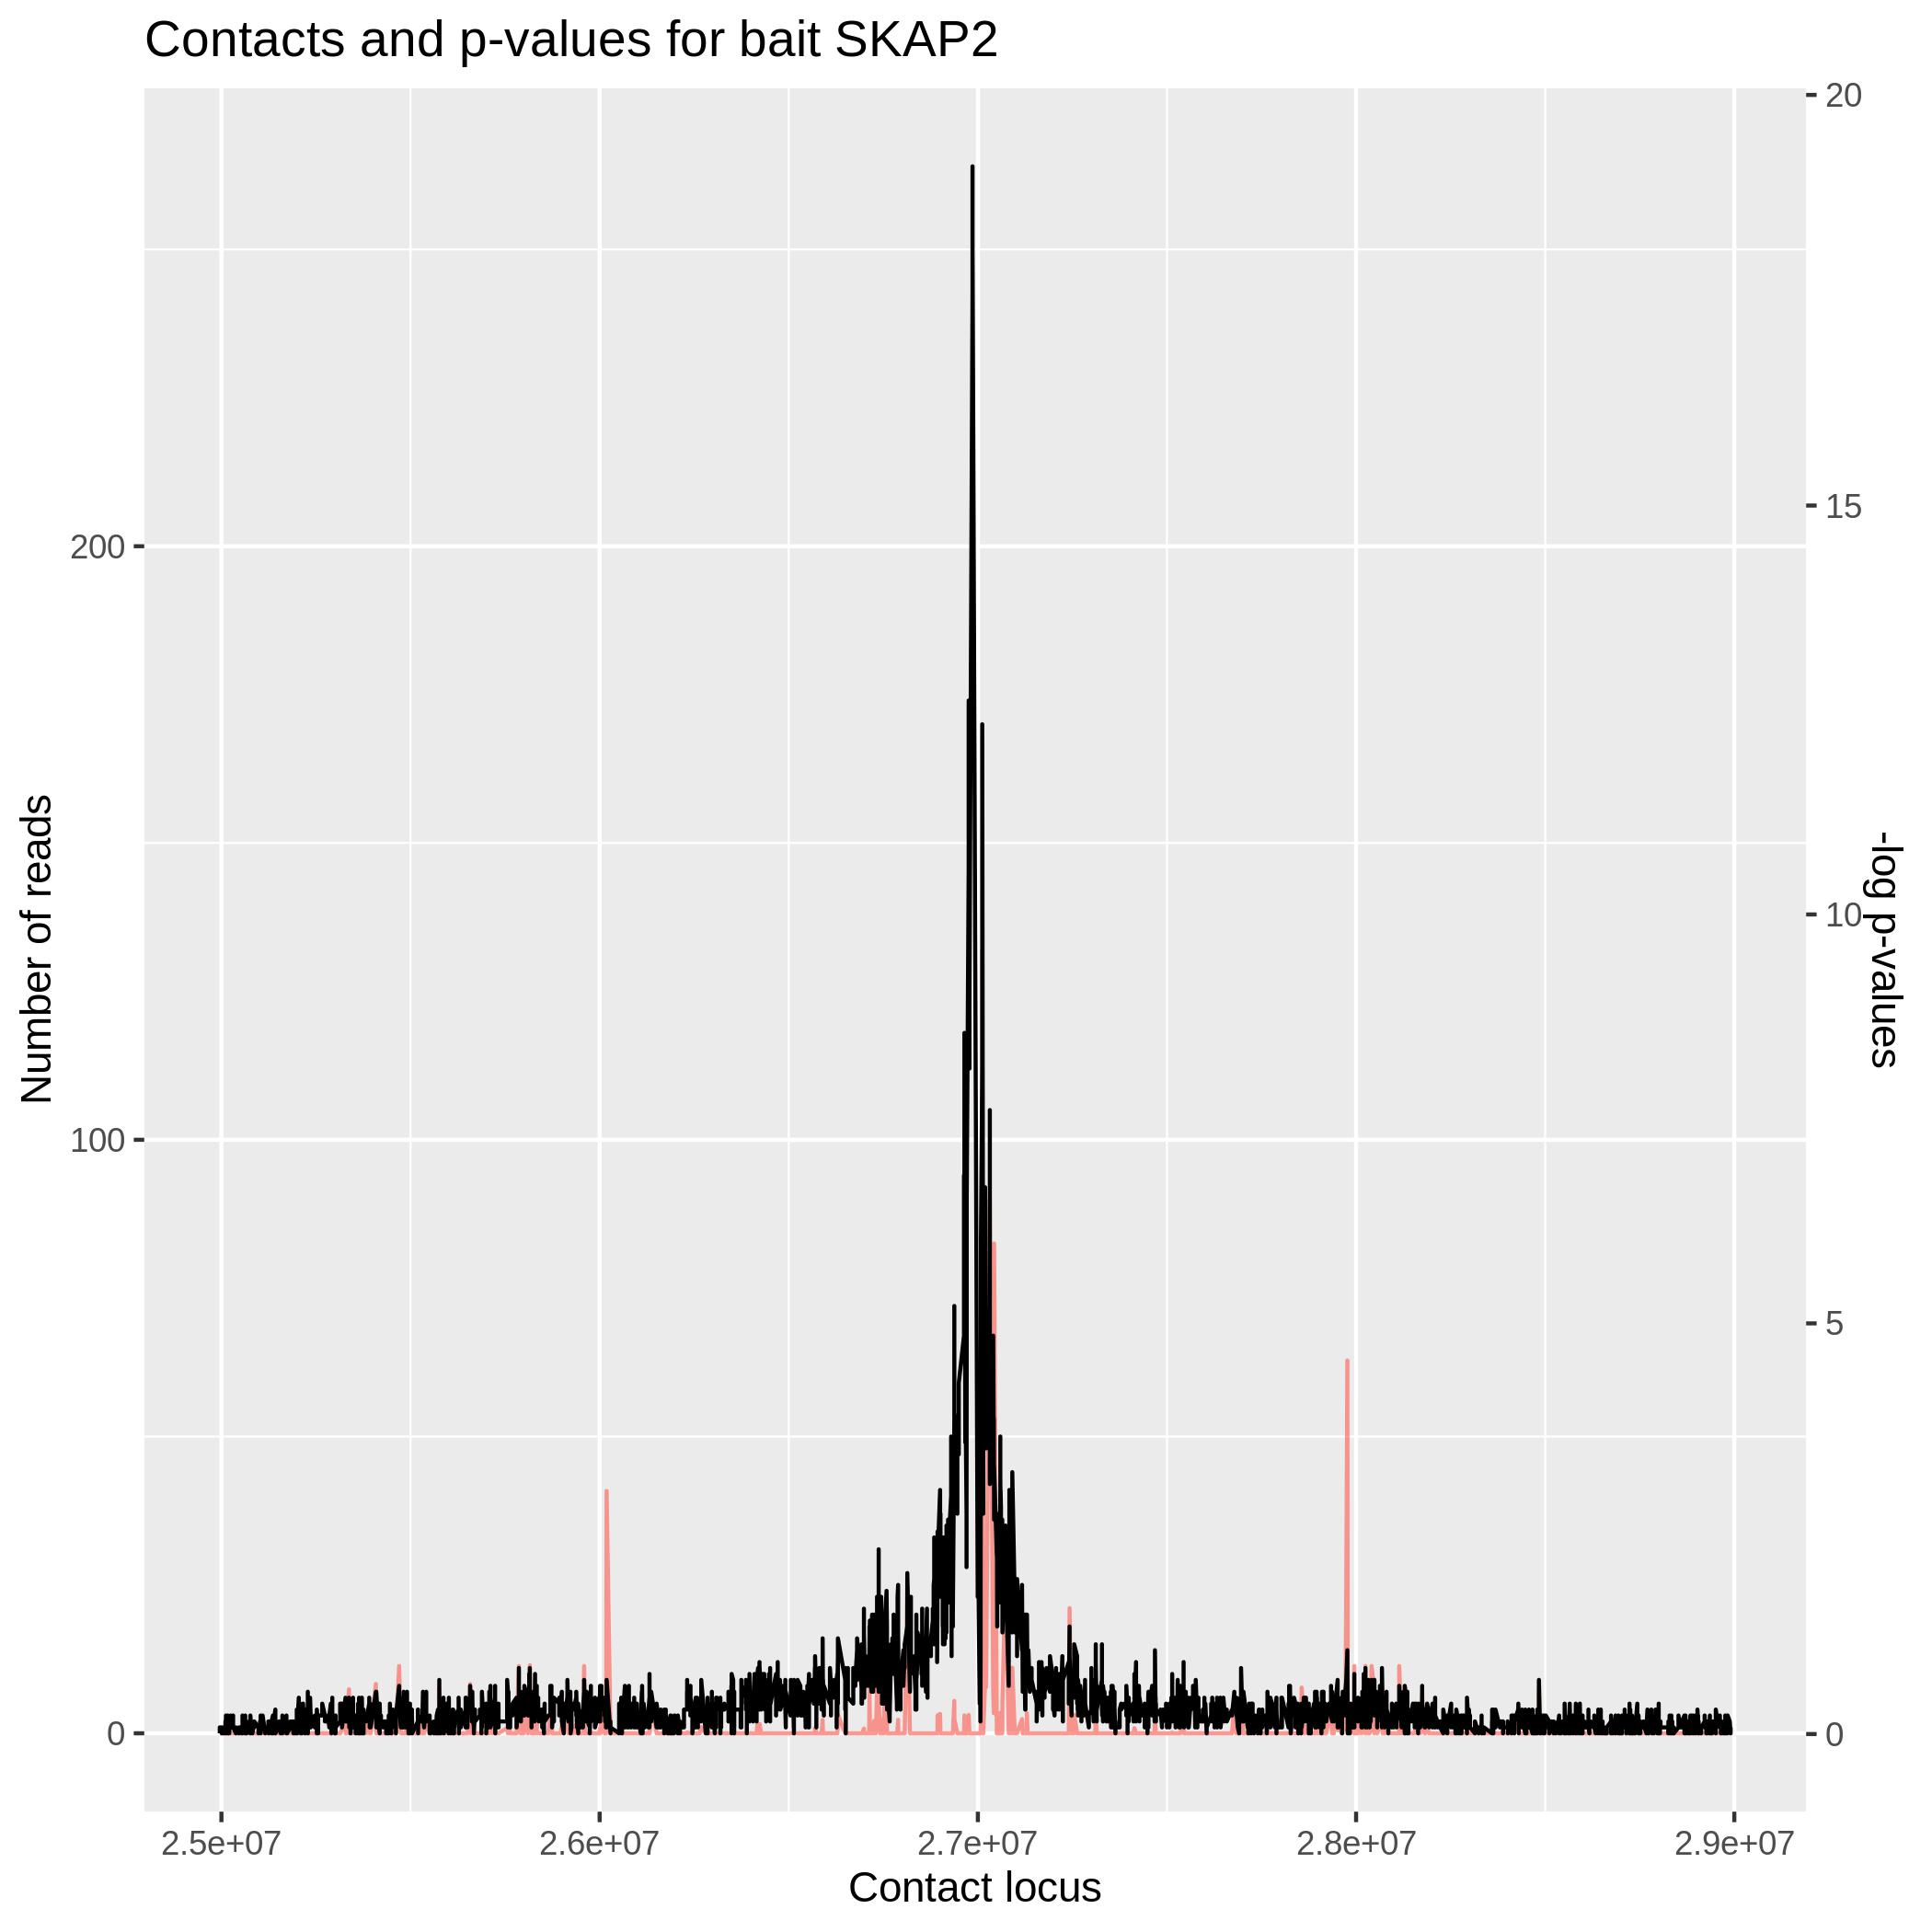 Contacts and p-values for bait SKAP2
Number of reads
200
100
0
20
15
10
5
0
-log p-values
2.5e+07
2.6e+07
2.7e+07
2.8e+07
2.9e+07
Contact locus